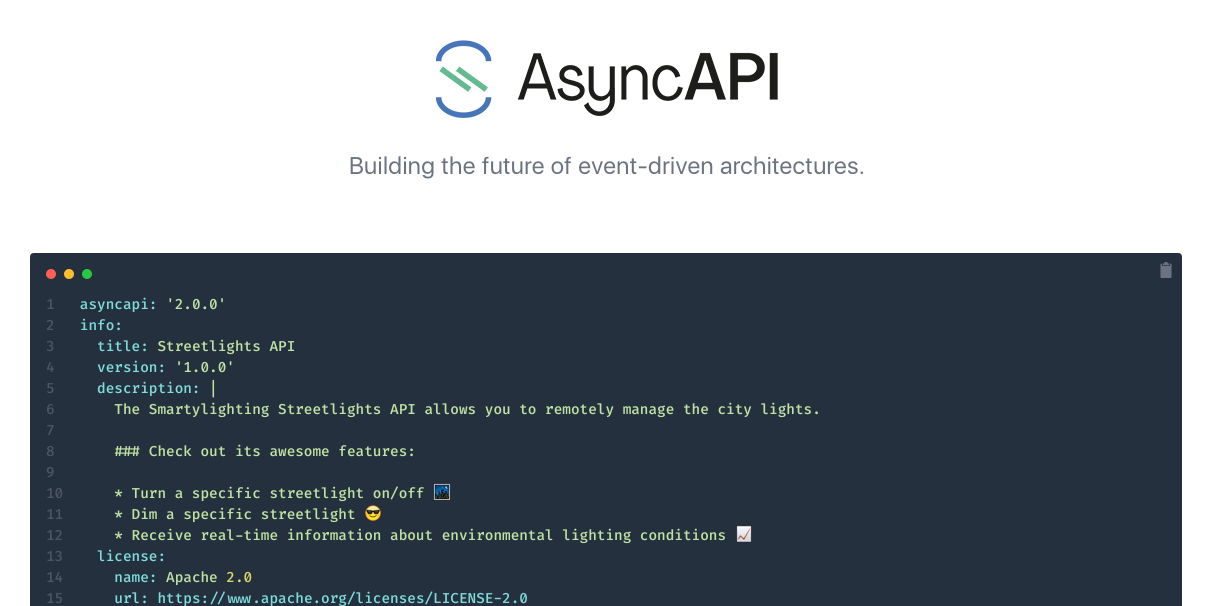 AsyncAPI
Building the future of event-driven architectures.
1 asyncapi: '2.0.0'
2 info:
3   title: Streetlights API
4   version: '1.0.0'
5   description: |
6     The Smartylighting Streetlights API allows you to remotely manage the city lights.
7
8     ### Check out its awesome features:
9
10     * Turn a specific streetlight on/off 🌃
11     * Dim a specific streetlight 😎
12     * Receive real-time information about environmental lighting conditions 📈
13   license:
14     name: Apache 2.0
15     url: https://www.apache.org/licenses/LICENSE-2.0